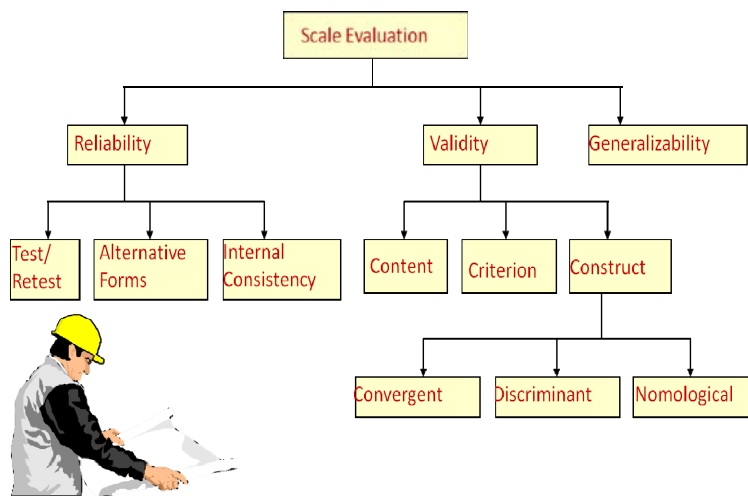 Scale Evaluation
Reliability
Validity
Generalizability
Test/
Retest
Alternative
Forms
Internal
Consistency
Content
Criterion
Construct
Convergent
Discriminant
Nomological